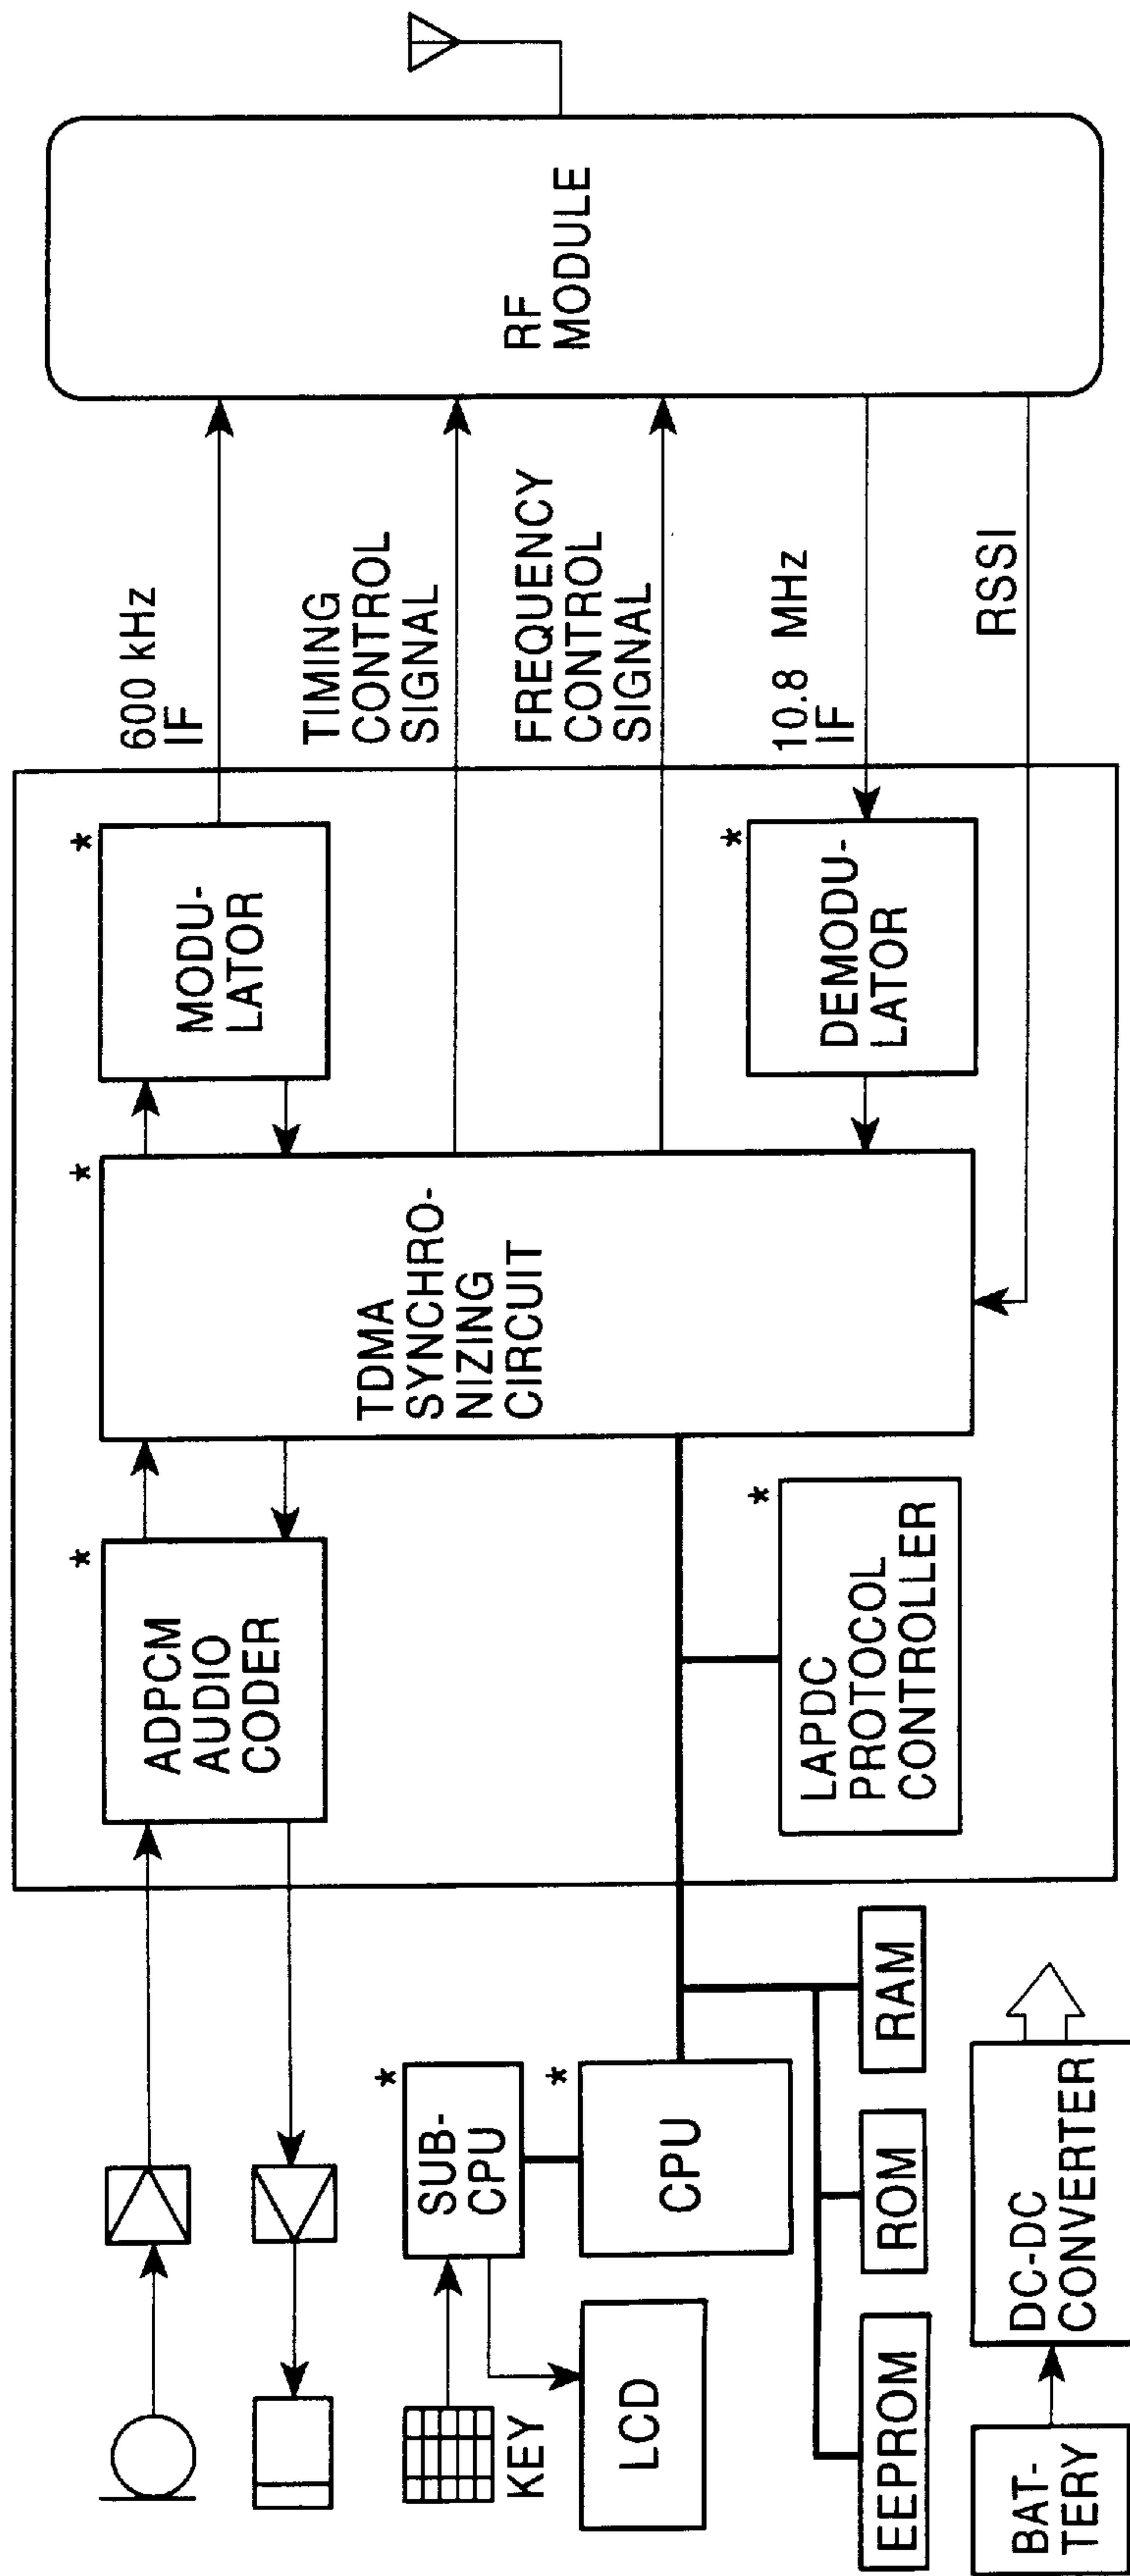 600 kHz
IF
TIMING
CONTROL
SIGNAL
FREQUENCY
CONTROL
SIGNAL
10.8 MHz
IF
RSSI
RF
MODULE
*
MODU-
LATOR
*
DEMODU-
LATOR
*
TDMA
SYNCHRO-
NIZING
CIRCUIT
*
ADPCM
AUDIO
CODER
*
LAPDC
PROTOCOL
CONTROLLER
*
SUB-
CPU
*
CPU
KEY
LCD
EEPROM
ROM
RAM
BAT-
TERY
DC-DC
CONVERTER